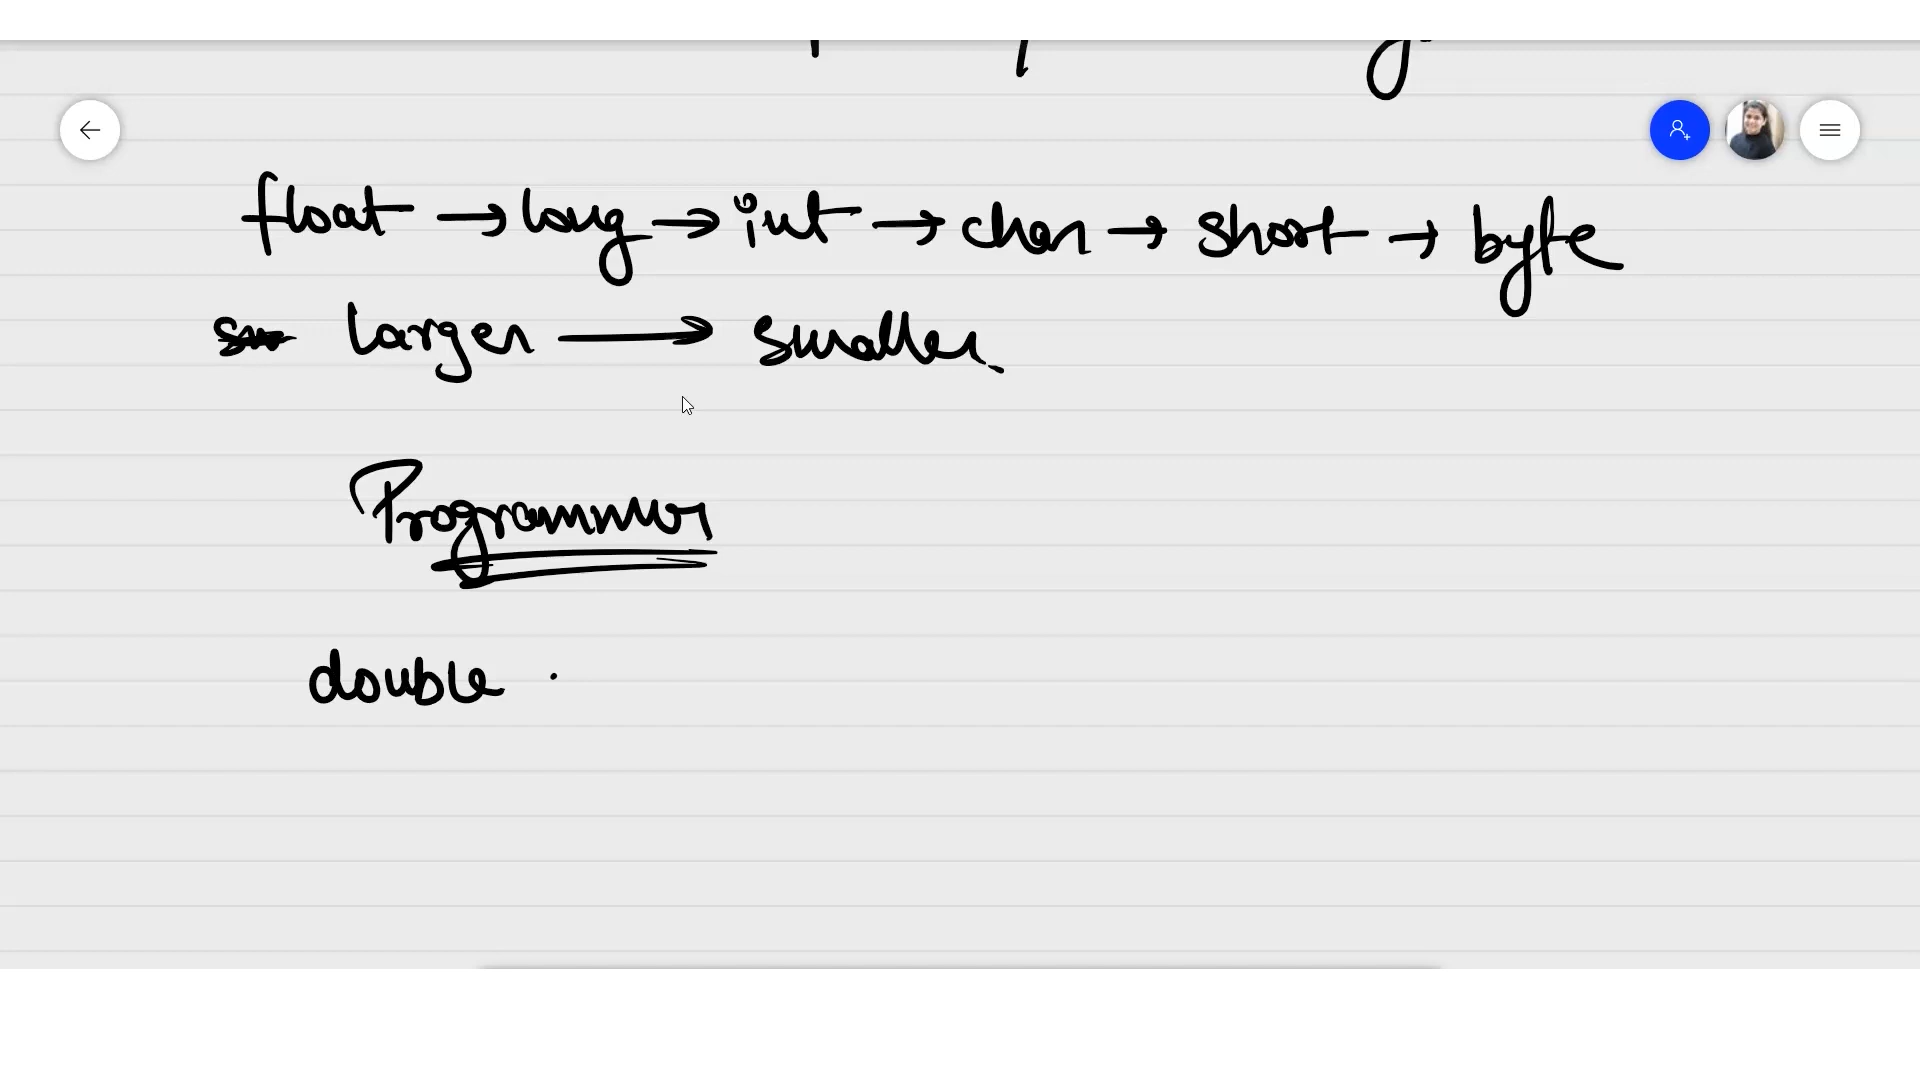 float → long → int → char → short → byte
larger → smaller
Programmer
double